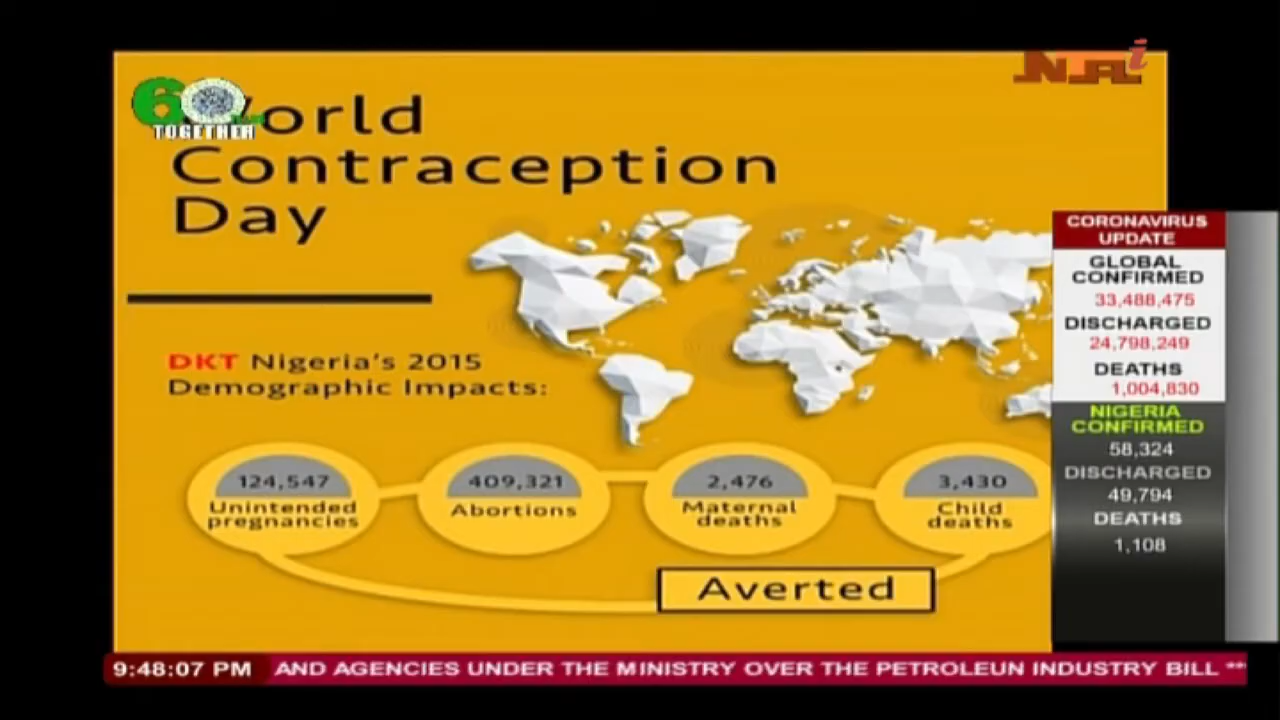 60
TOGETHER
World
Contraception
Day
NTAi
DKT Nigeria's 2015
Demographic Impacts:
124,547
Unintended
pregnancies
409,321
Abortions
2,476
Maternal
deaths
3,430
Child
deaths
Averted
CORONAVIRUS
UPDATE
GLOBAL
CONFIRMED
33,488,475
DISCHARGED
24,798,249
DEATHS
1,004,830
NIGERIA
CONFIRMED
58,324
DISCHARGED
49,794
DEATHS
1,108
9:48:07 PM AND AGENCIES UNDER THE MINISTRY OVER THE PETROLEUN INDUSTRY BILL **